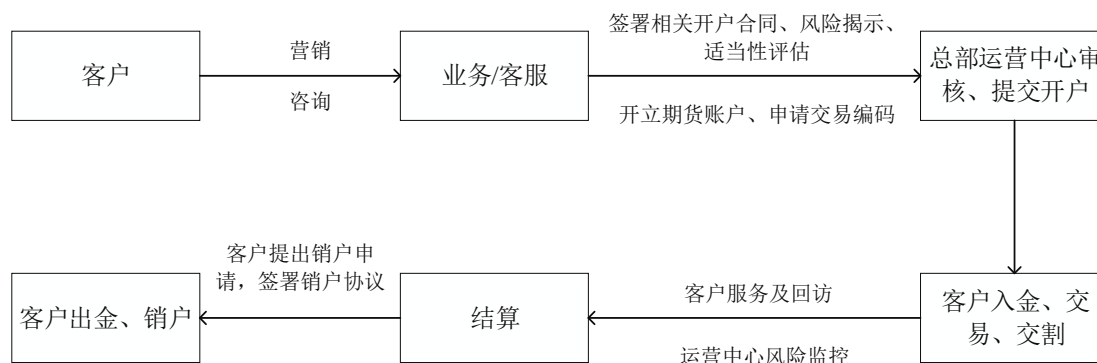 签署相关开户合同、风险揭示、
适当性评估
客户
营销
咨询
业务/客服
开立期货账户、申请交易编码
总部运营中心审
核、提交开户
客户提出销户申
请，签署销户协议
客户出金、销户
结算
客户服务及回访
运营中心风险监控
客户入金、交
易、交割